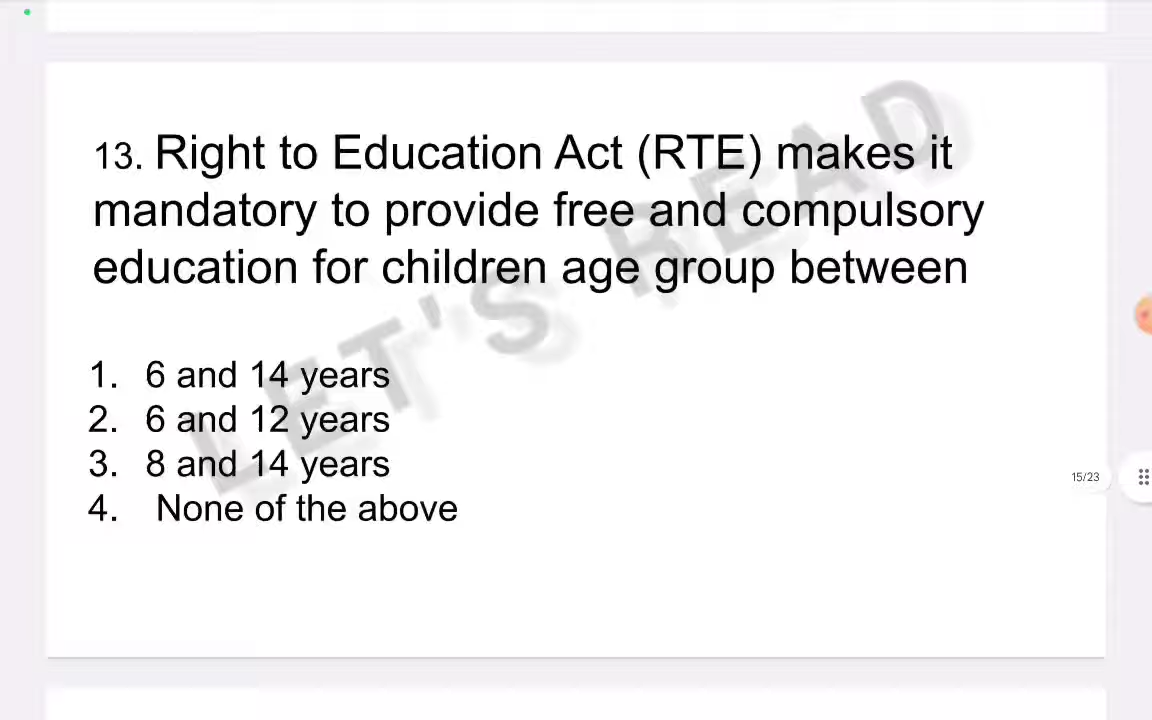 13. Right to Education Act (RTE) makes it
mandatory to provide free and compulsory
education for children age group between
1. 6 and 14 years
2. 6 and 12 years
3. 8 and 14 years
4. None of the above
15/23
LET'S READ